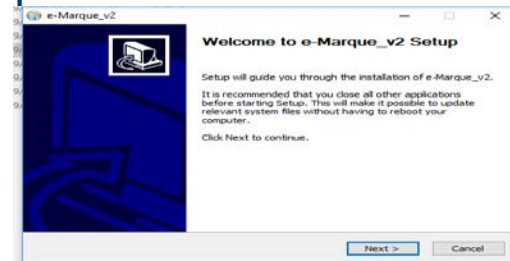 e-Marque_v2
Welcome to e-Marque_v2 Setup
Setup will guide you through the installation of e-Marque_v2.
It is recommended that you close all other applications
before starting Setup. This will make it possible to update
relevant system files without having to reboot your
computer.
Click Next to continue.
Next >
Cancel